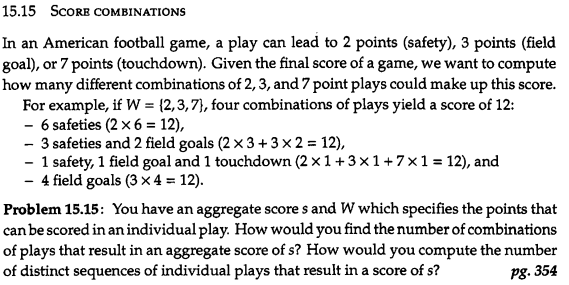 15.15 SCORE COMBINATIONS
In an American football game, a play can lead to 2 points (safety), 3 points (field
goal), or 7 points (touchdown). Given the final score of a game, we want to compute
how many different combinations of 2, 3, and 7 point plays could make up this score.
For example, if W = {2,3,7}, four combinations of plays yield a score of 12:
– 6 safeties (2 × 6 = 12),
– 3 safeties and 2 field goals (2 × 3 + 3 × 2 = 12),
– 1 safety, 1 field goal and 1 touchdown (2 × 1 + 3 × 1 + 7 × 1 = 12), and
– 4 field goals (3 × 4 = 12).
Problem 15.15: You have an aggregate score s and W which specifies the points that
can be scored in an individual play. How would you find the number of combinations
of plays that result in an aggregate score of s? How would you compute the number
of distinct sequences of individual plays that result in a score of s? pg. 354